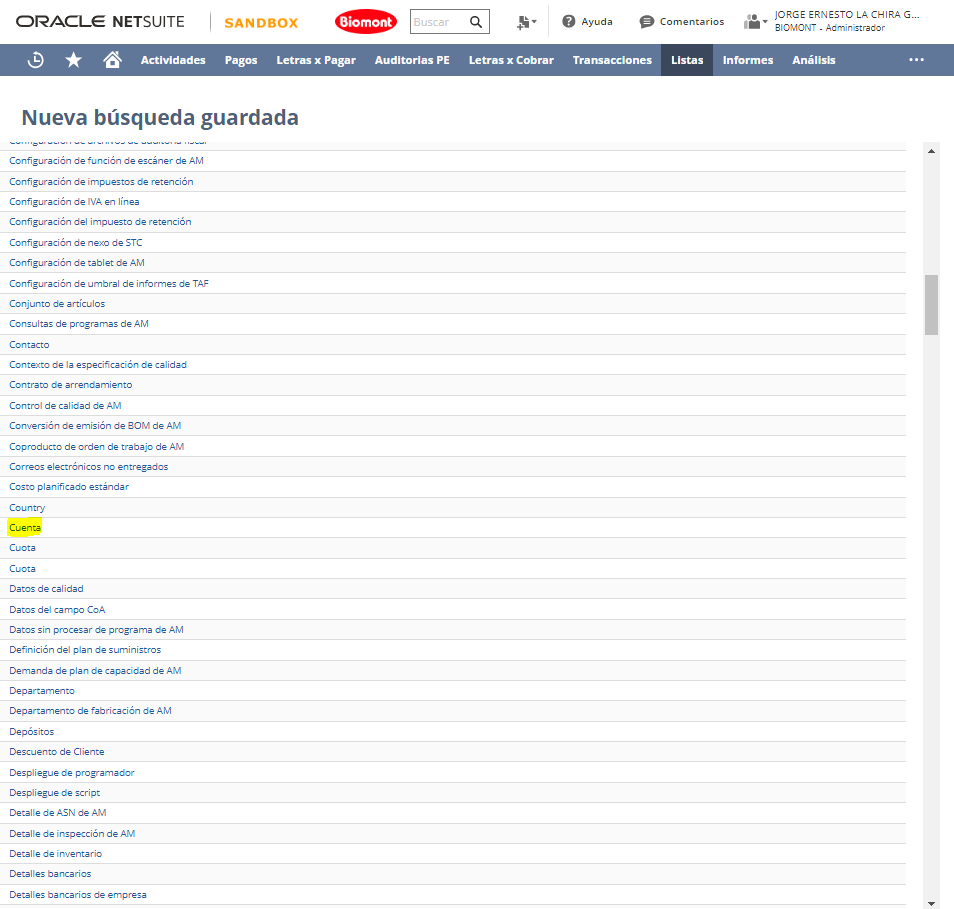 ORACLE NETSUITE
SANDBOX
Biomont
Buscar
Ayuda
Comentarios
JORGE ERNESTO LA CHIRA G...
BIOMONT - Administrador
Actividades
Pagos
Letras x Pagar
Auditorias PE
Letras x Cobrar
Transacciones
Listas
Informes
Análisis
Nueva búsqueda guardada
Configuración de archivos de auditoría fiscal
Configuración de función de escáner de AM
Configuración de impuestos de retención
Configuración de IVA en línea
Configuración del impuesto de retención
Configuración de nexo de STC
Configuración de tablet de AM
Configuración de umbral de informes de TAF
Conjunto de artículos
Consultas de programas de AM
Contacto
Contexto de la especificación de calidad
Contrato de arrendamiento
Control de calidad de AM
Conversión de emisión de BOM de AM
Coproducto de orden de trabajo de AM
Correos electrónicos no entregados
Costo planificado estándar
Country
Cuenta
Cuota
Cuota
Datos de calidad
Datos del campo CoA
Datos sin procesar de programa de AM
Definición del plan de suministros
Demanda de plan de capacidad de AM
Departamento
Departamento de fabricación de AM
Depósitos
Descuento de Cliente
Despliegue de programador
Despliegue de script
Detalle de ASN de AM
Detalle de inspección de AM
Detalle de inventario
Detalles bancarios
Detalles bancarios de empresa